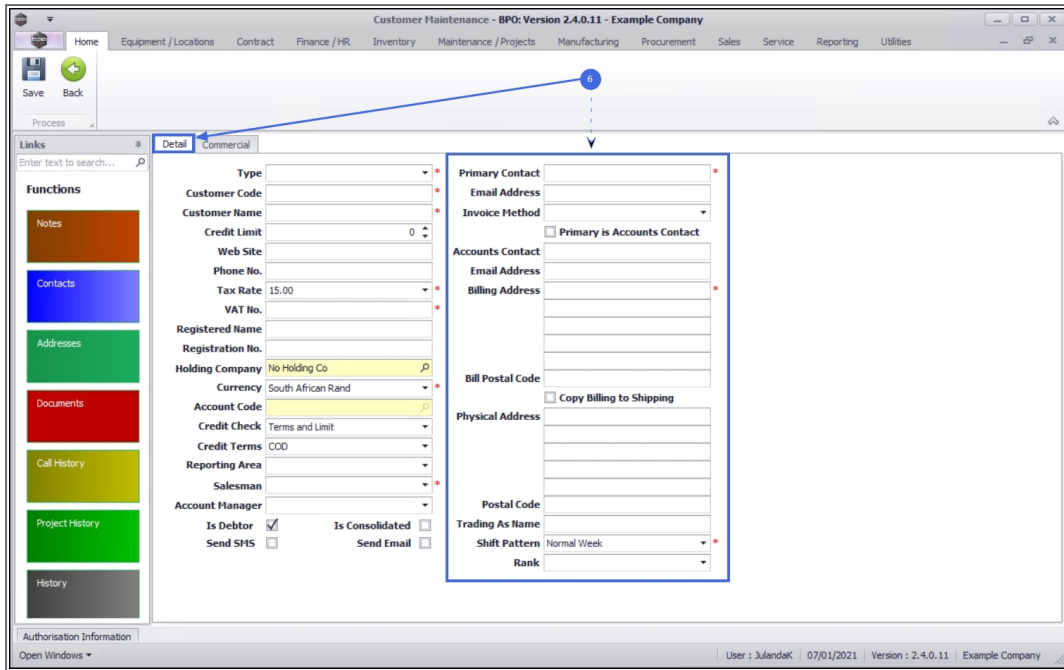 Customer Maintenance - BPO: Version 2.4.0.11 - Example Company
Home Equipment / Locations Contract Finance / HR Inventory Maintenance / Projects Manufacturing Procurement Sales Service Reporting Utilities
Save Back
Process
6
Links
Enter text to search...
Functions
Notes
Contacts
Addresses
Documents
Call History
Project History
History
Detail Commercial
Type *
Customer Code *
Customer Name *
Credit Limit 0
Web Site
Phone No.
Tax Rate 15.00 *
VAT No. *
Registered Name
Registration No.
Holding Company No Holding Co
Currency South African Rand *
Account Code
Credit Check Terms and Limit
Credit Terms COD
Reporting Area
Salesman *
Account Manager
Is Debtor Is Consolidated
Send SMS Send Email
Primary Contact *
Email Address
Invoice Method
Primary is Accounts Contact
Accounts Contact
Email Address
Billing Address *
Bill Postal Code
Copy Billing to Shipping
Physical Address
Postal Code
Trading As Name
Shift Pattern Normal Week *
Rank
Authorisation Information
Open Windows User : JulandaK 07/01/2021 Version : 2.4.0.11 Example Company